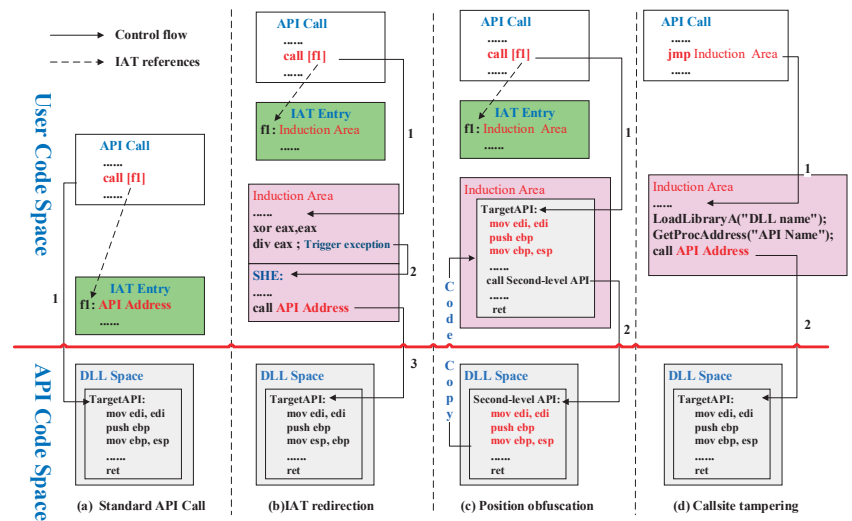 Control flow
IAT references
User Code Space
API Code Space
API Call
......
call [f1]
......
1
IAT Entry
f1: API Address
......
DLL Space
TargetAPI:
mov edi, edi
push ebp
mov ebp, esp
......
ret
(a) Standard API Call
API Call
......
call [f1]
......
IAT Entry
f1: Induction Area
......
1
Induction Area
......
xor eax,eax
div eax ; Trigger exception
SHE:
......
call API Address
2
3
DLL Space
TargetAPI:
mov edi, edi
push ebp
mov esp, ebp
......
ret
(b)IAT redirection
API Call
......
call [f1]
......
IAT Entry
f1: Induction Area
......
1
Induction Area
TargetAPI:
mov edi, edi
push ebp
mov ebp, esp
......
call Second-level API
......
ret
Code
Copy
2
DLL Space
Second-level API:
mov edi, edi
push ebp
mov ebp, esp
......
ret
(c) Position obfuscation
API Call
......
jmp Induction Area
......
1
Induction Area
......
LoadLibraryA("DLL name");
GetProcAddress("API Name");
call API Address
2
DLL Space
TargetAPI:
mov edi, edi
push ebp
mov ebp, esp
......
ret
(d) Callsite tampering